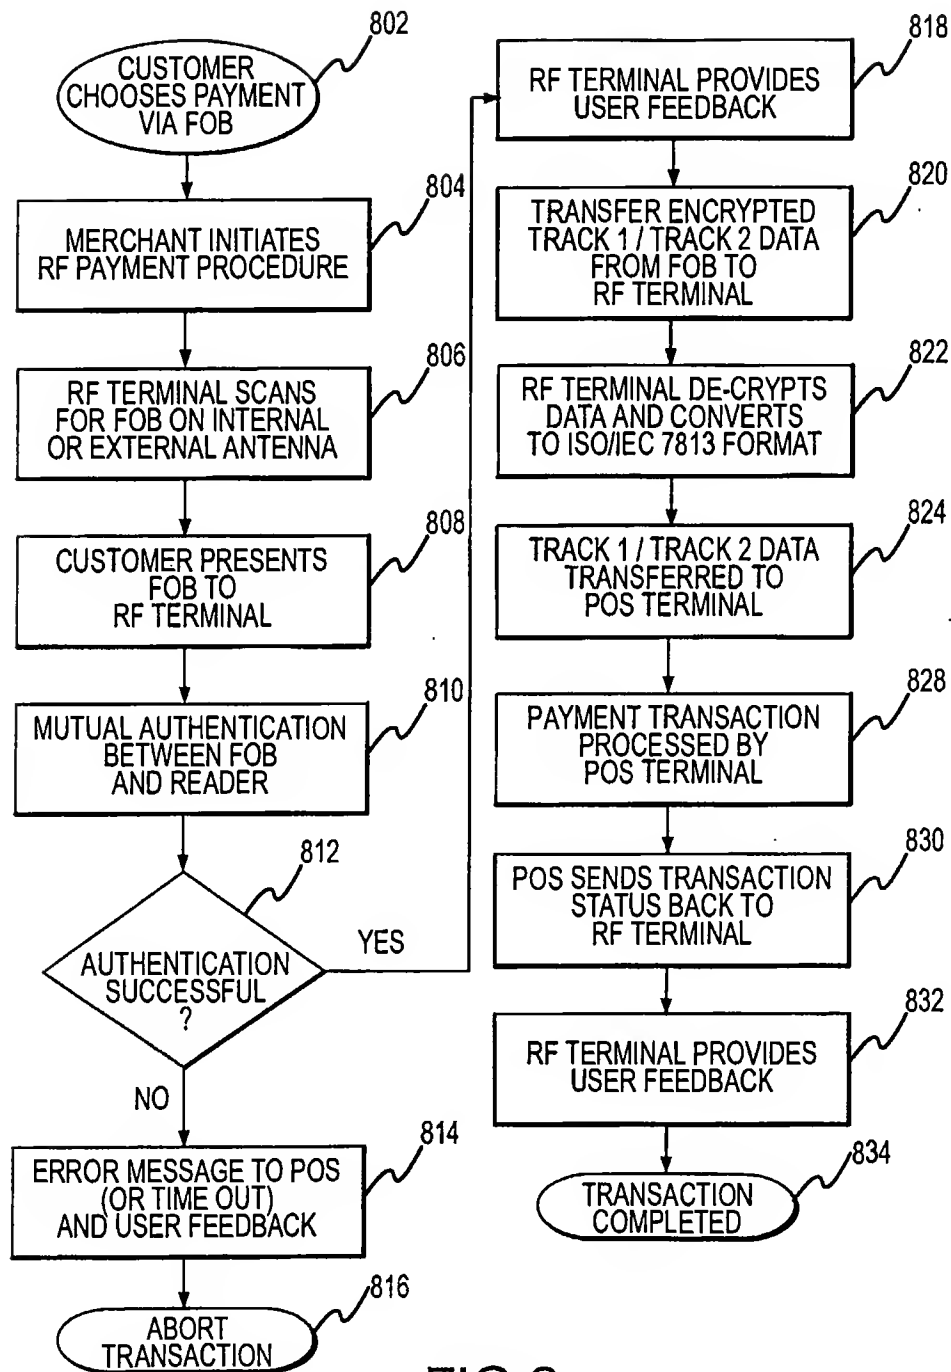 802
CUSTOMER
CHOOSES PAYMENT
VIA FOB
804
MERCHANT INITIATES
RF PAYMENT PROCEDURE
806
RF TERMINAL SCANS
FOR FOB ON INTERNAL
OR EXTERNAL ANTENNA
808
CUSTOMER PRESENTS
FOB TO
RF TERMINAL
810
MUTUAL AUTHENTICATION
BETWEEN FOB
AND READER
812
AUTHENTICATION
SUCCESSFUL
?
YES
NO
814
ERROR MESSAGE TO POS
(OR TIME OUT)
AND USER FEEDBACK
816
ABORT
TRANSACTION
818
RF TERMINAL PROVIDES
USER FEEDBACK
820
TRANSFER ENCRYPTED
TRACK 1 / TRACK 2 DATA
FROM FOB TO
RF TERMINAL
822
RF TERMINAL DE-CRYPTS
DATA AND CONVERTS
TO ISO/IEC 7813 FORMAT
824
TRACK 1 / TRACK 2 DATA
TRANSFERRED TO
POS TERMINAL
828
PAYMENT TRANSACTION
PROCESSED BY
POS TERMINAL
830
POS SENDS TRANSACTION
STATUS BACK TO
RF TERMINAL
832
RF TERMINAL PROVIDES
USER FEEDBACK
834
TRANSACTION
COMPLETED